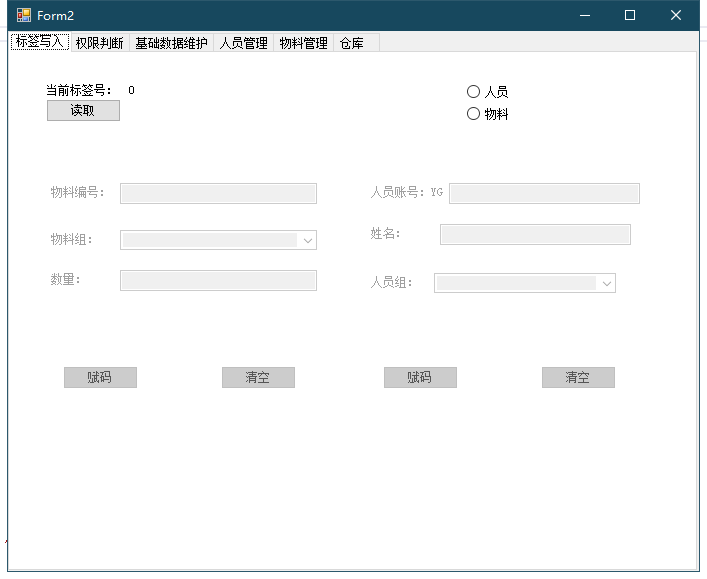 Form2
标签写入 权限判断 基础数据维护 人员管理 物料管理 仓库
当前标签号： 0
读取
人员
物料
物料编号：
人员账号：YG
物料组：
姓名：
数量：
人员组：
赋码 清空 赋码 清空